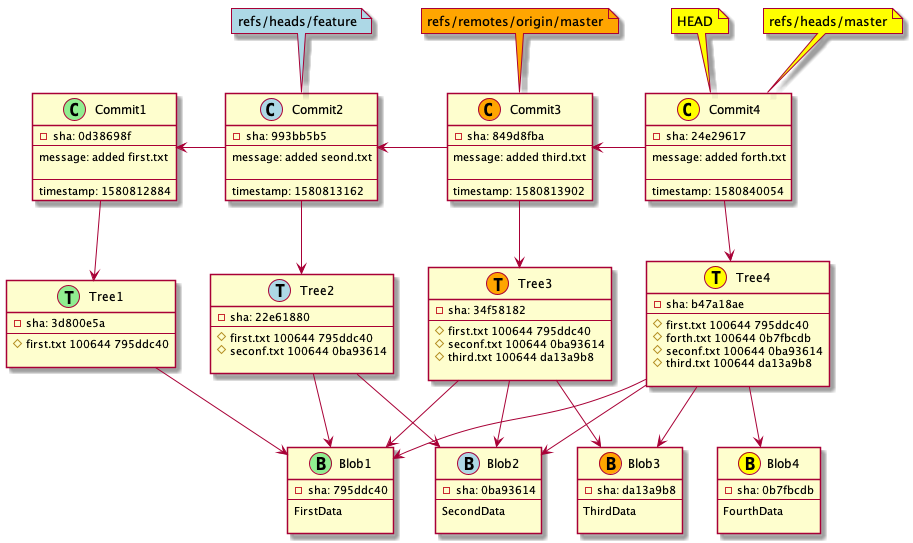 refs/heads/feature
refs/remotes/origin/master
HEAD
refs/heads/master
C Commit1
sha: 0d38698f
message: added first.txt
timestamp: 1580812884
C Commit2
sha: 993bb5b5
message: added seond.txt
timestamp: 1580813162
C Commit3
sha: 849d8fba
message: added third.txt
timestamp: 1580813902
C Commit4
sha: 24e29617
message: added forth.txt
timestamp: 1580840054
T Tree1
sha: 3d800e5a
first.txt 100644 795ddc40
T Tree2
sha: 22e61880
first.txt 100644 795ddc40
seconf.txt 100644 0ba93614
T Tree3
sha: 34f58182
first.txt 100644 795ddc40
seconf.txt 100644 0ba93614
third.txt 100644 da13a9b8
T Tree4
sha: b47a18ae
first.txt 100644 795ddc40
forth.txt 100644 0b7fbcdb
seconf.txt 100644 0ba93614
third.txt 100644 da13a9b8
B Blob1
sha: 795ddc40
FirstData
B Blob2
sha: 0ba93614
SecondData
B Blob3
sha: da13a9b8
ThirdData
B Blob4
sha: 0b7fbcdb
FourthData